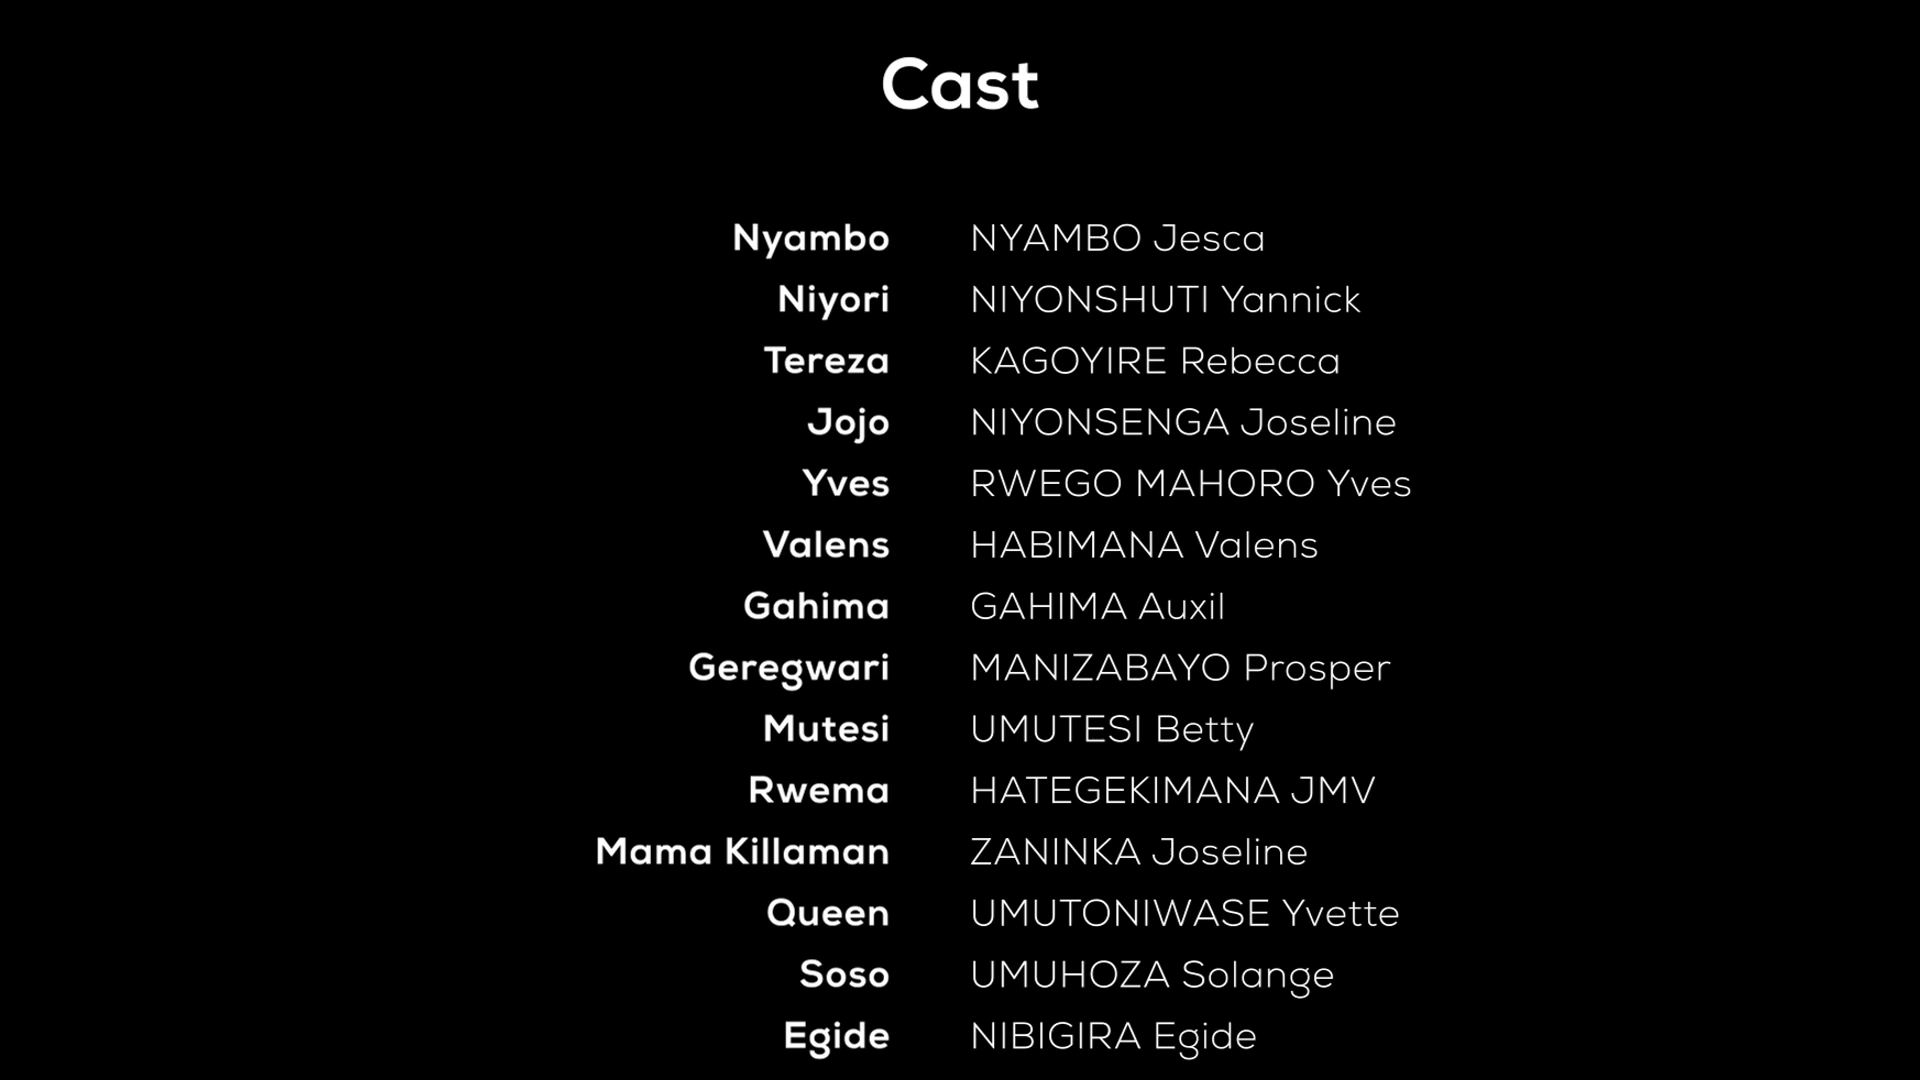 Cast
Nyambo NYAMBO Jesca
Niyori NIYONSHUTI Yannick
Tereza KAGOYIRE Rebecca
Jojo NIYONSENGA Joseline
Yves RWEGO MAHORO Yves
Valens HABIMANA Valens
Gahima GAHIMA Auxil
Geregwari MANIZABAYO Prosper
Mutesi UMUTESI Betty
Rwema HATEGEKIMANA JMV
Mama Killaman ZANINKA Joseline
Queen UMUTONIWASE Yvette
Soso UMUHOZA Solange
Egide NIBIGIRA Egide